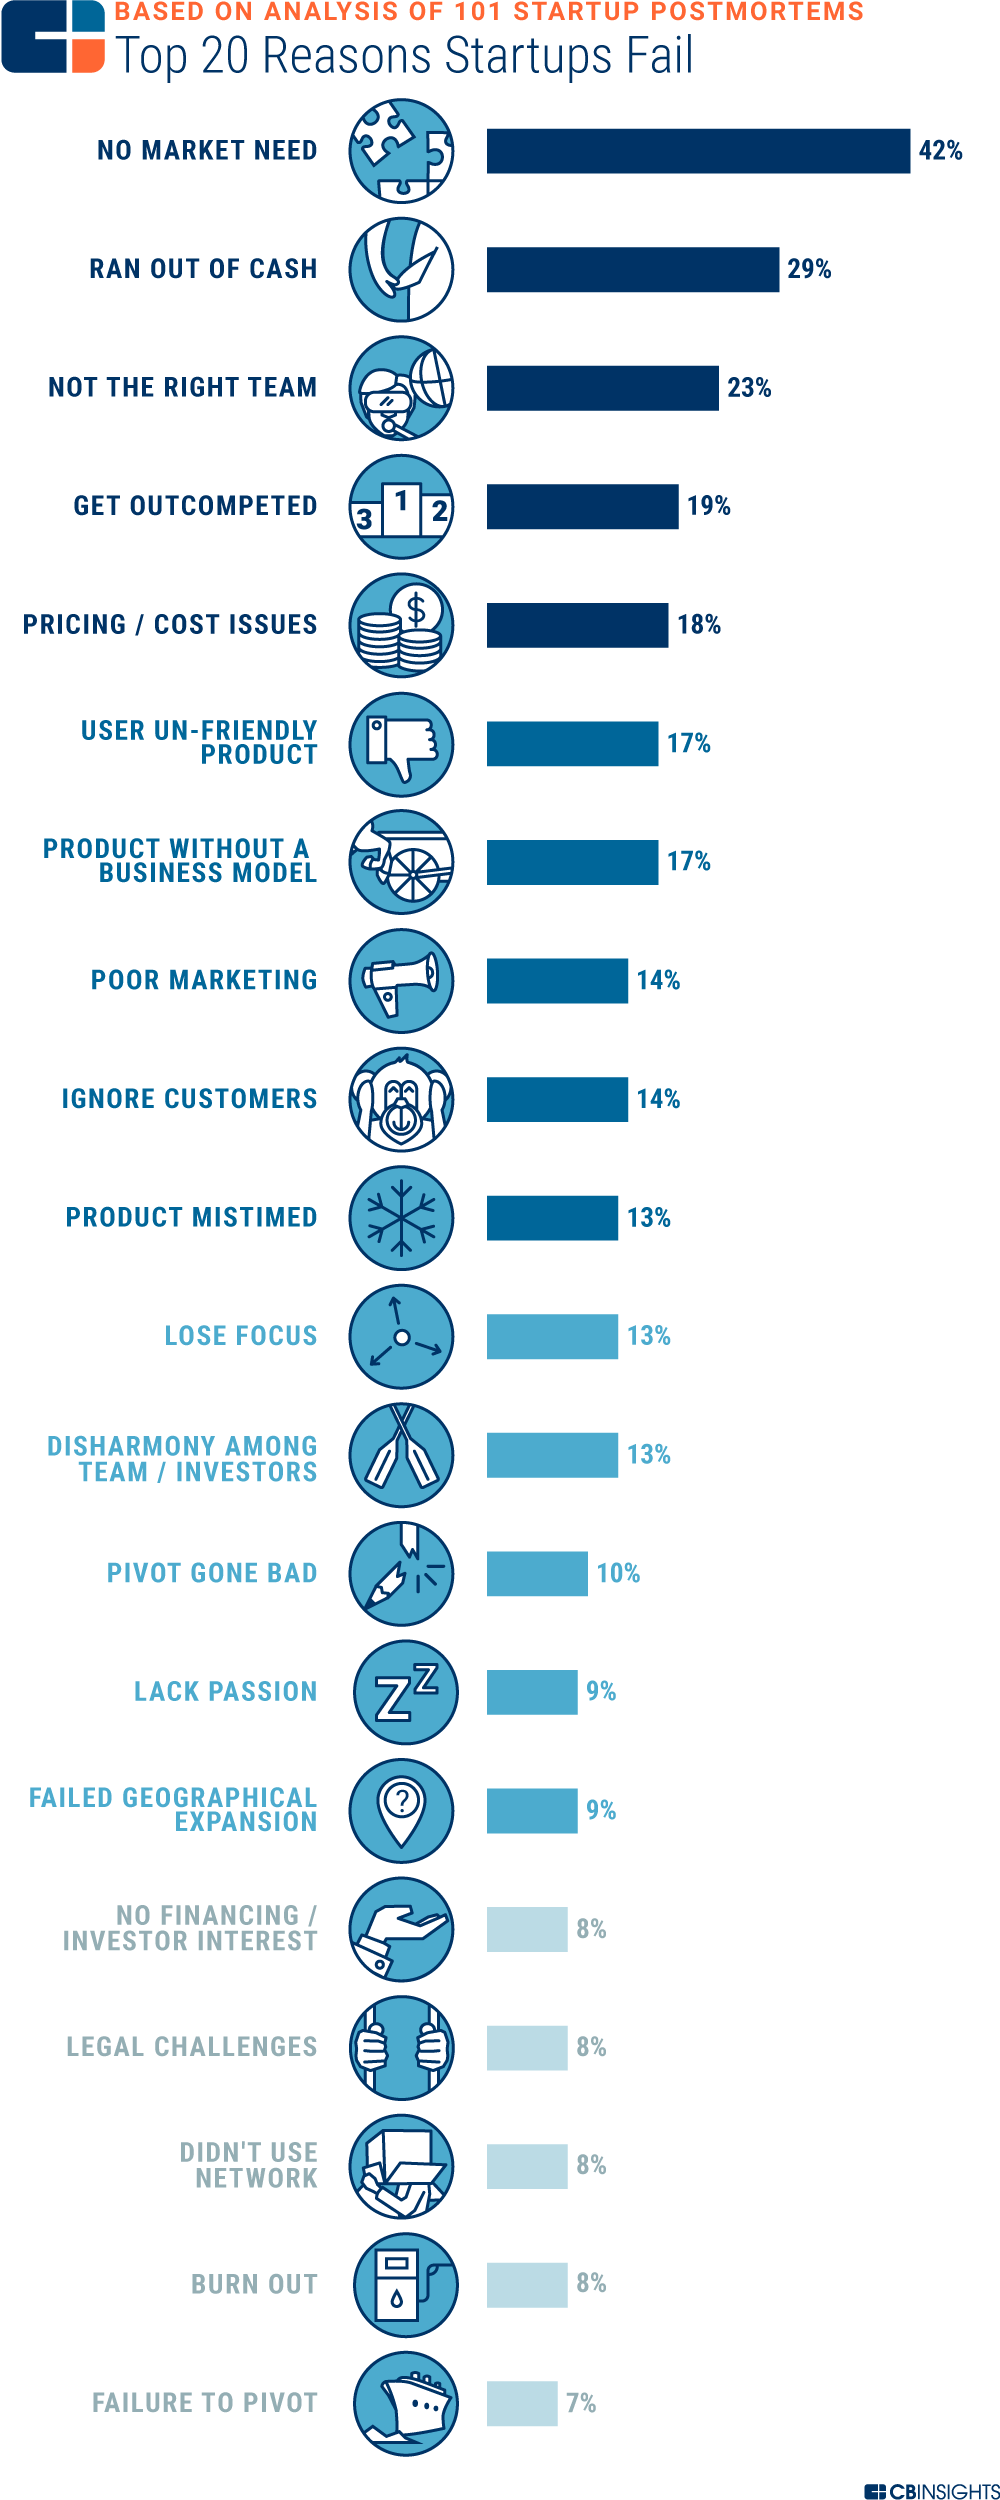 BASED ON ANALYSIS OF 101 STARTUP POSTMORTEMS
Top 20 Reasons Startups Fail
NO MARKET NEED 42%
RAN OUT OF CASH 29%
NOT THE RIGHT TEAM 23%
GET OUTCOMPETED 3 1 2 19%
PRICING / COST ISSUES $ 18%
USER UN-FRIENDLY
PRODUCT 17%
PRODUCT WITHOUT A
BUSINESS MODEL 17%
POOR MARKETING 14%
IGNORE CUSTOMERS 14%
PRODUCT MISTIMED 13%
LOSE FOCUS 13%
DISHARMONY AMONG
TEAM / INVESTORS 13%
PIVOT GONE BAD 10%
LACK PASSION Z Z 9%
FAILED GEOGRAPHICAL
EXPANSION ? 9%
NO FINANCING /
INVESTOR INTEREST 8%
LEGAL CHALLENGES 8%
DIDN'T USE
NETWORK 8%
BURN OUT 8%
FAILURE TO PIVOT 7%
CBINSIGHTS